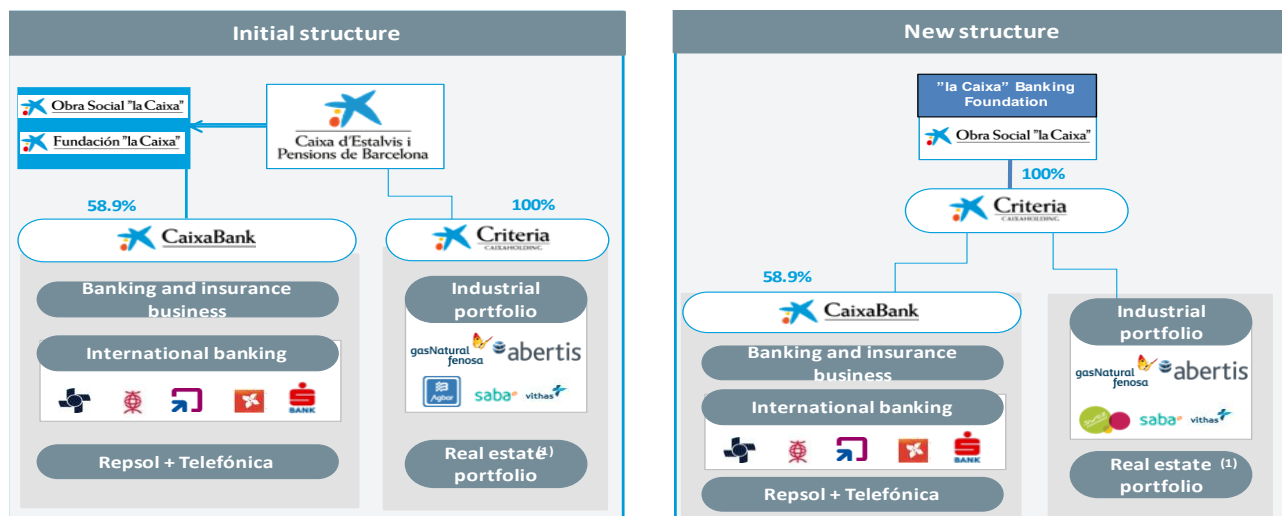 Initial structure
Obra Social "la Caixa"
Fundación "la Caixa"
Caixa d'Estalvis i
Pensions de Barcelona
58.9%
100%
CaixaBank
Criteria
CAIXAHOLDING
Banking and insurance
business
International banking
BANK
Repsol + Telefónica
Industrial
portfolio
gasNatural
fenosa
abertis
Agbar
saba
vithas
Real estate (1)
portfolio
New structure
"la Caixa" Banking
Foundation
Obra Social "la Caixa"
100%
Criteria
CAIXAHOLDING
58.9%
CaixaBank
Banking and insurance
business
International banking
BANK
Repsol + Telefónica
Industrial
portfolio
gasNatural
fenosa
abertis
saba
vithas
Real estate (1)
portfolio